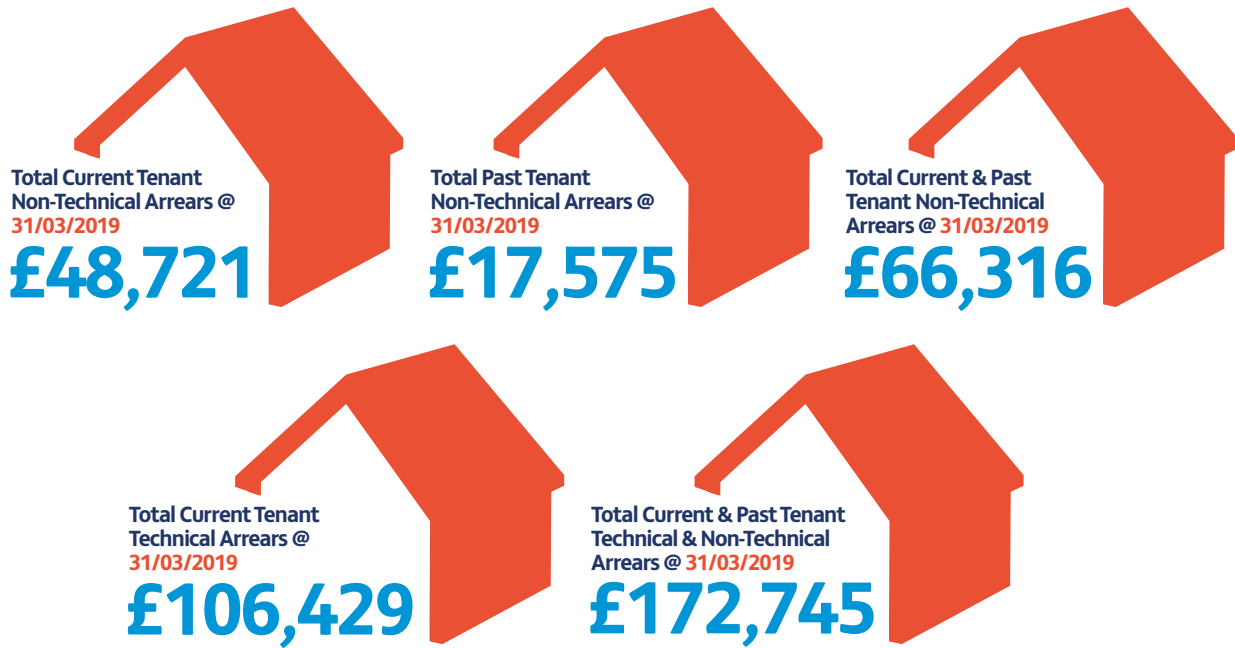 Total Current Tenant
Non-Technical Arrears @
31/03/2019
£48,721
Total Past Tenant
Non-Technical Arrears @
31/03/2019
£17,575
Total Current & Past
Tenant Non-Technical
Arrears @ 31/03/2019
£66,316
Total Current Tenant
Technical Arrears @
31/03/2019
£106,429
Total Current & Past Tenant
Technical & Non-Technical
Arrears @ 31/03/2019
£172,745